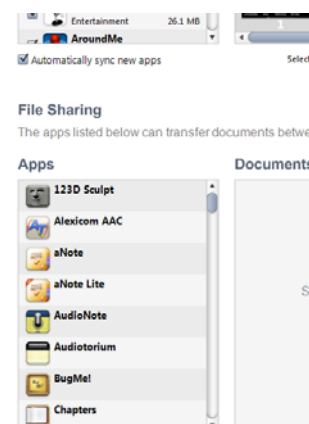 Entertainment 26.1 MB
AroundMe
Automatically sync new apps
Select
File Sharing
The apps listed below can transfer documents betwe
Apps
Documents
123D Sculpt
Alexicom AAC
aNote
aNote Lite
S
AudioNote
Audiotorium
BugMe!
Chapters